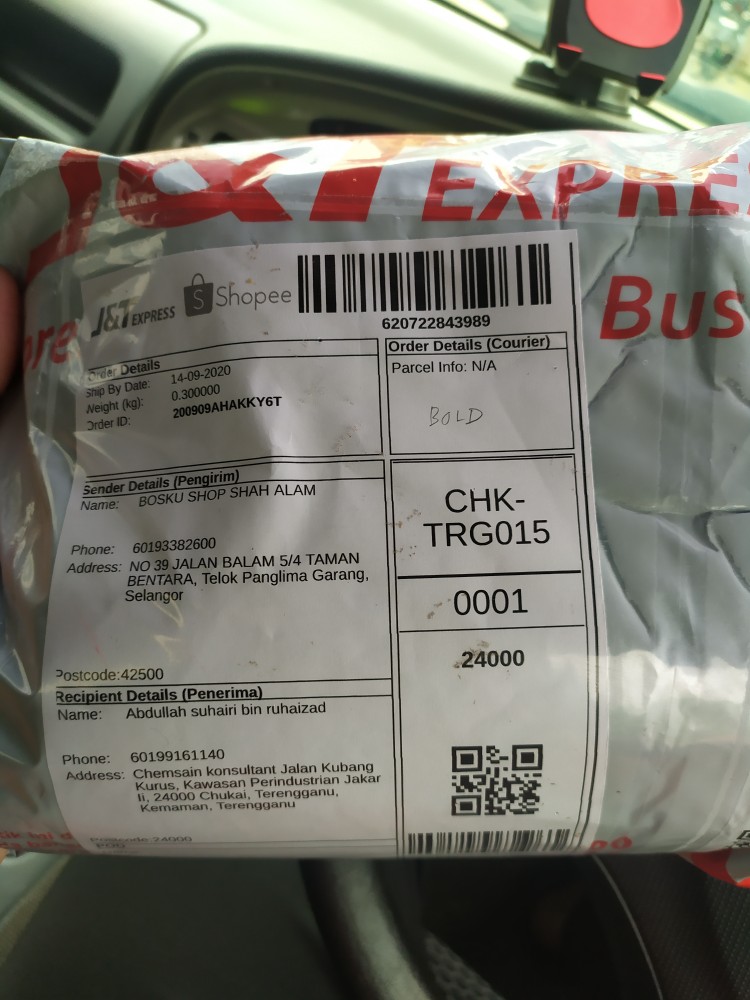 J&T EXPRE
Bus
ore
J&T EXPRESS
Shopee
620722843989
Order Details
Ship By Date: 14-09-2020
Weight (kg): 0.300000
Order ID: 200909AHAKKY6T
Order Details (Courier)
Parcel Info: N/A
BOLD
Sender Details (Pengirim)
Name: BOSKU SHOP SHAH ALAM
Phone: 60193382600
Address: NO 39 JALAN BALAM 5/4 TAMAN
BENTARA, Telok Panglima Garang,
Selangor
Postcode:42500
CHK-
TRG015
0001
24000
Recipient Details (Penerima)
Name: Abdullah suhairi bin ruhaizad
Phone: 60199161140
Address: Chemsain konsultant Jalan Kubang
Kurus, Kawasan Perindustrian Jakar
Ii, 24000 Chukai, Terengganu,
Kemaman, Terengganu
Postcode:24000